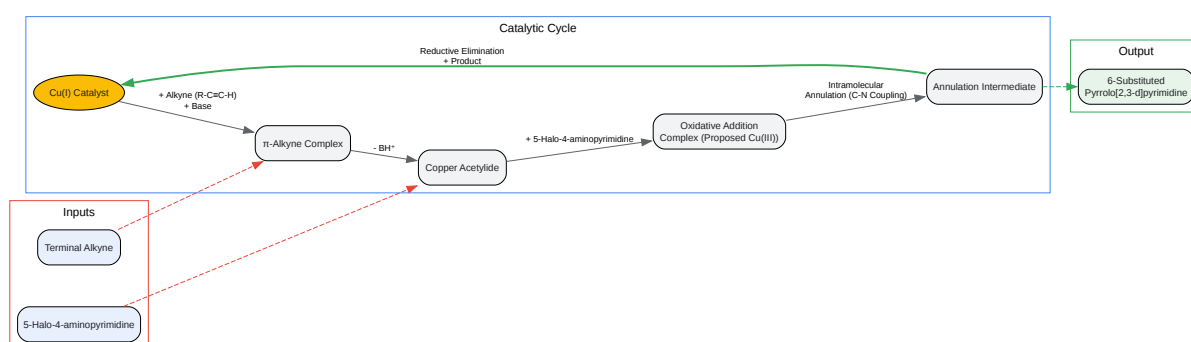 Catalytic Cycle
Reductive Elimination
+ Product
Output
Cu(I) Catalyst
+ Alkyne (R-C≡C-H)
+ Base
π-Alkyne Complex
- BH⁺
Copper Acetylide
+ 5-Halo-4-aminopyrimidine
Oxidative Addition
Complex (Proposed Cu(III))
Intramolecular
Annulation (C-N Coupling)
Annulation Intermediate
6-Substituted
Pyrrolo[2,3-d]pyrimidine
Inputs
Terminal Alkyne
5-Halo-4-aminopyrimidine